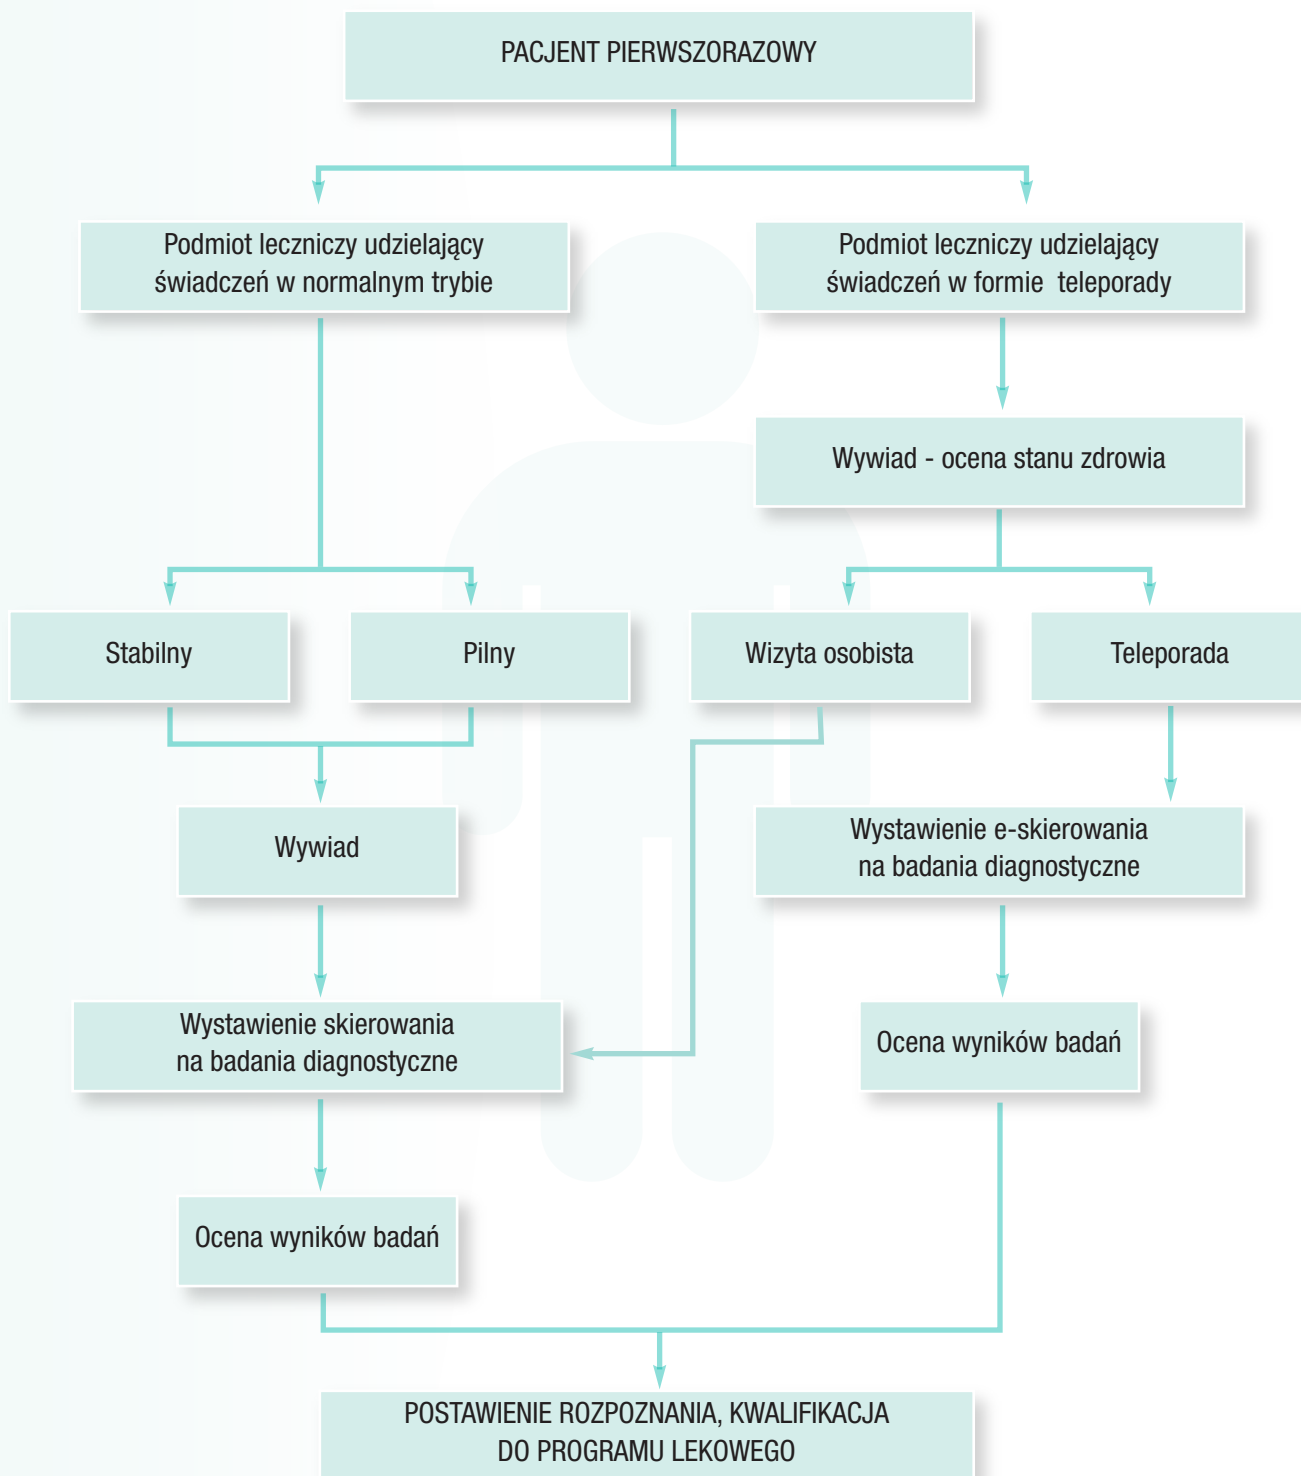 PACJENT PIERWSZORAZOWY
Podmiot leczniczy udzielający
świadczeń w normalnym trybie
Podmiot leczniczy udzielający
świadczeń w formie teleporady
Wywiad - ocena stanu zdrowia
Stabilny
Pilny
Wizyta osobista
Teleporada
Wywiad
Wystawienie e-skierowania
na badania diagnostyczne
Wystawienie skierowania
na badania diagnostyczne
Ocena wyników badań
Ocena wyników badań
POSTAWIENIE ROZPOZNANIA, KWALIFIKACJA
DO PROGRAMU LEKOWEGO